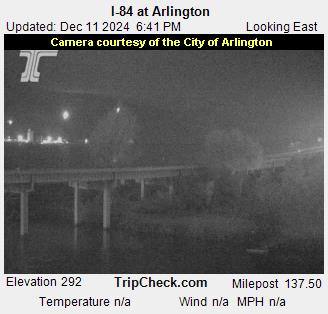 I-84 at Arlington
Updated: Dec 11 2024 6:41 PM Looking East
Camera courtesy of the City of Arlington
Elevation 292 TripCheck.com Milepost 137.50
Temperature n/a Wind n/a MPH n/a